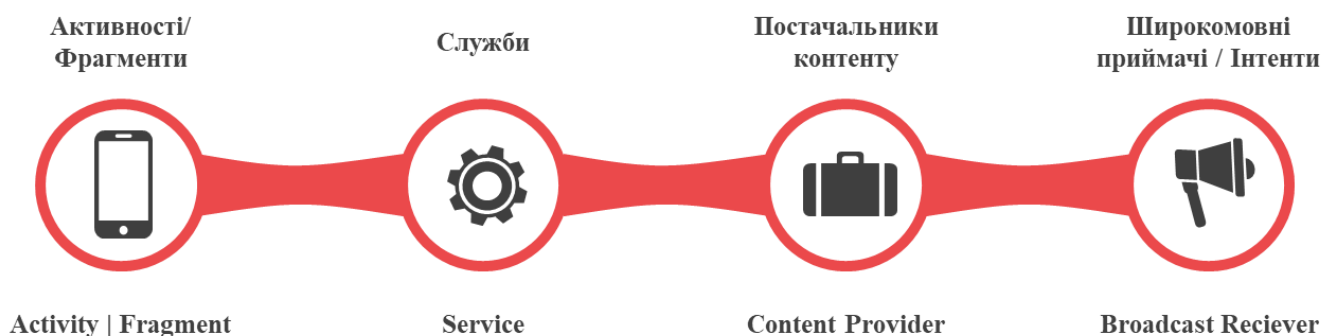 Активності/
Фрагменти
Служби
Постачальники
контенту
Широкомовні
приймачі / Інтенти
Activity | Fragment
Service
Content Provider
Broadcast Reciever